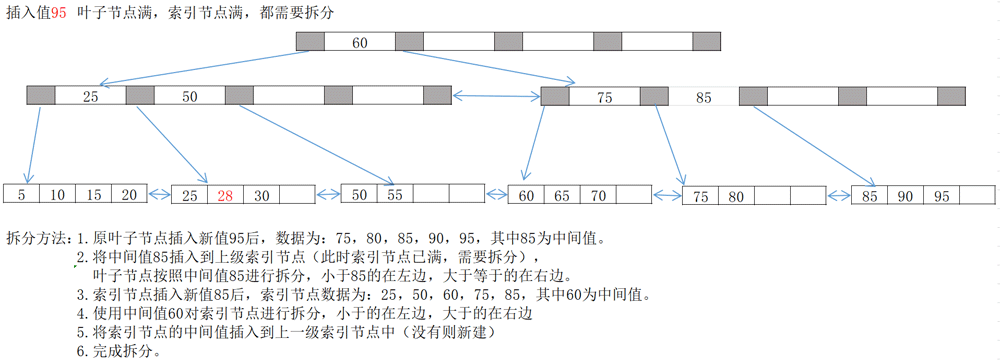 插入值95 叶子节点满，索引节点满，都需要拆分
60
25 50 75 85
5 10 15 20 25 28 30 50 55 60 65 70 75 80 85 90 95
拆分方法：1. 原叶子节点插入新值95后，数据为：75，80，85，90，95，其中85为中间值。
2. 将中间值85插入到上级索引节点（此时索引节点已满，需要拆分），
叶子节点按照中间值85进行拆分，小于85的在左边，大于等于的在右边。
3. 索引节点插入新值85后，索引节点数据为：25，50，60，75，85，其中60为中间值。
4. 使用中间值60对索引节点进行拆分，小于的在左边，大于的在右边
5. 将索引节点的中间值插入到上一级索引节点中（没有则新建）
6. 完成拆分。